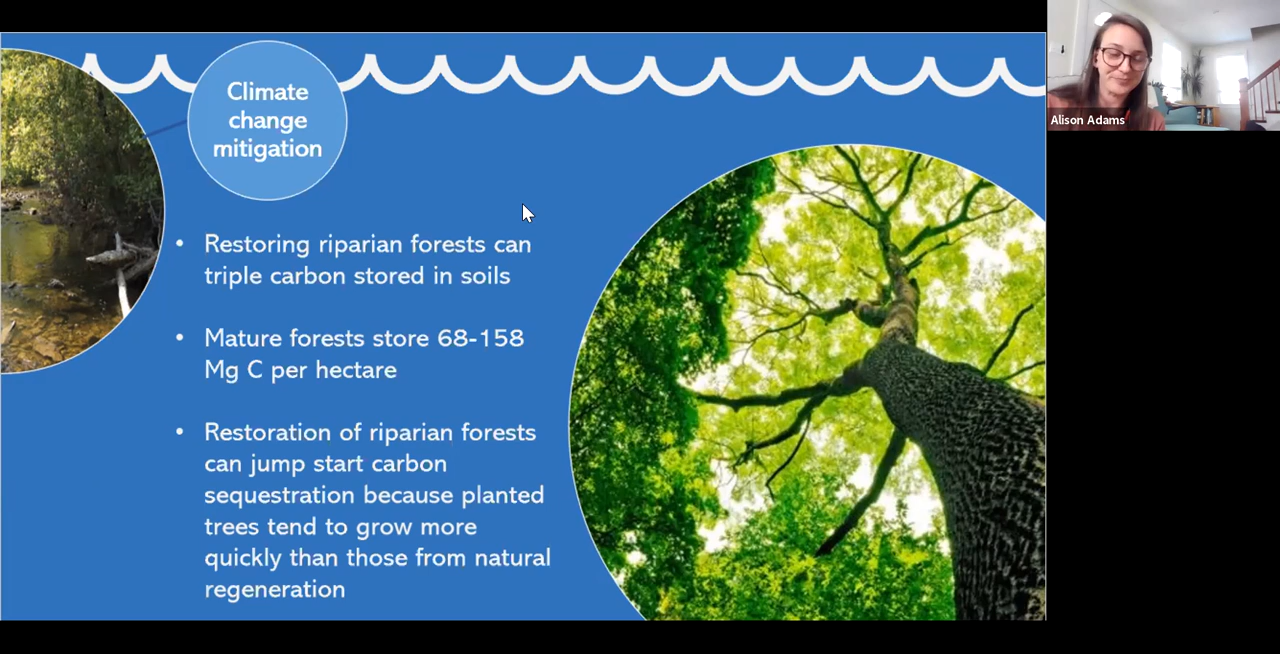 Climate
change
mitigation
• Restoring riparian forests can
triple carbon stored in soils
• Mature forests store 68-158
Mg C per hectare
• Restoration of riparian forests
can jump start carbon
sequestration because planted
trees tend to grow more
quickly than those from natural
regeneration
Alison Adams